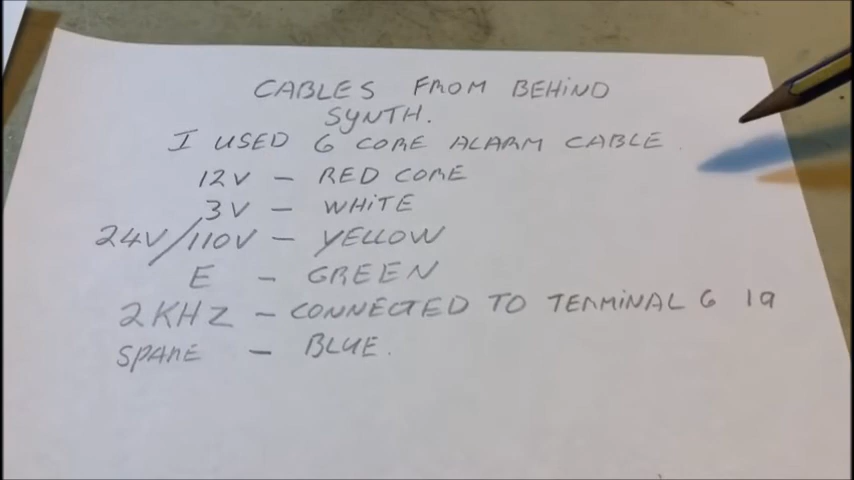 CABLES FROM BEHIND
SYNTH.
I USED 6 CORE ALARM CABLE.
12V - RED CORE
3V - WHITE
24V/110V - YELLOW
E - GREEN
2KHZ - CONNECTED TO TERMINAL 6 19
SPARE - BLUE.